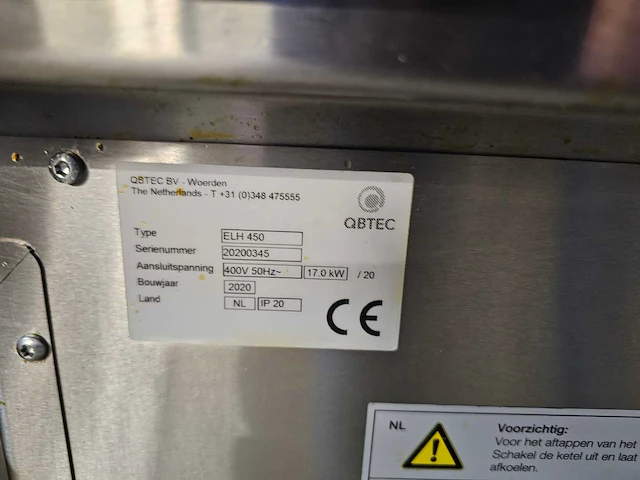 QBTEC BV - Woerden
The Netherlands - T +31 (0)348 475555
QBTEC
Type ELH 450
Serienummer 20200345
Aansluitspanning 400V 50Hz~ 17.0 kW / 20
Bouwjaar 2020
Land NL IP 20
CE
NL
Voorzichtig:
Voor het aftappen van het
Schakel de ketel uit en laat
afkoelen.